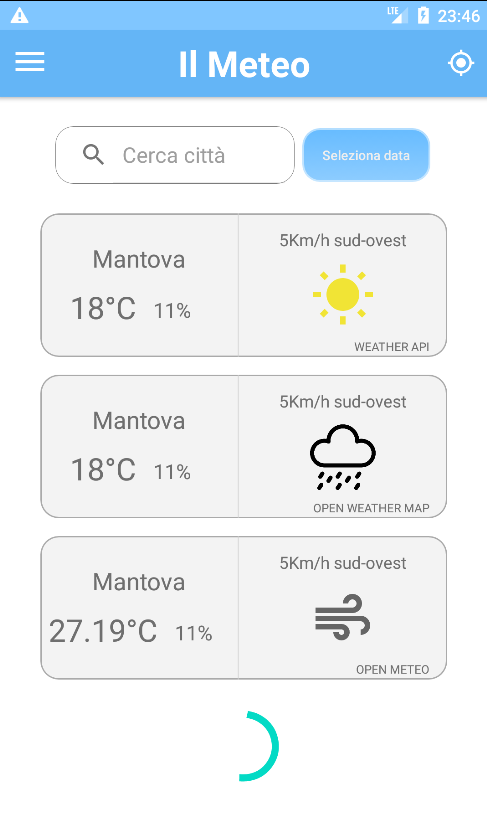 LTE 23:46
Il Meteo
Cerca città
Seleziona data
Mantova
18°C 11%
5Km/h sud-ovest
WEATHER API
Mantova
18°C 11%
5Km/h sud-ovest
OPEN WEATHER MAP
Mantova
27.19°C 11%
5Km/h sud-ovest
OPEN METEO